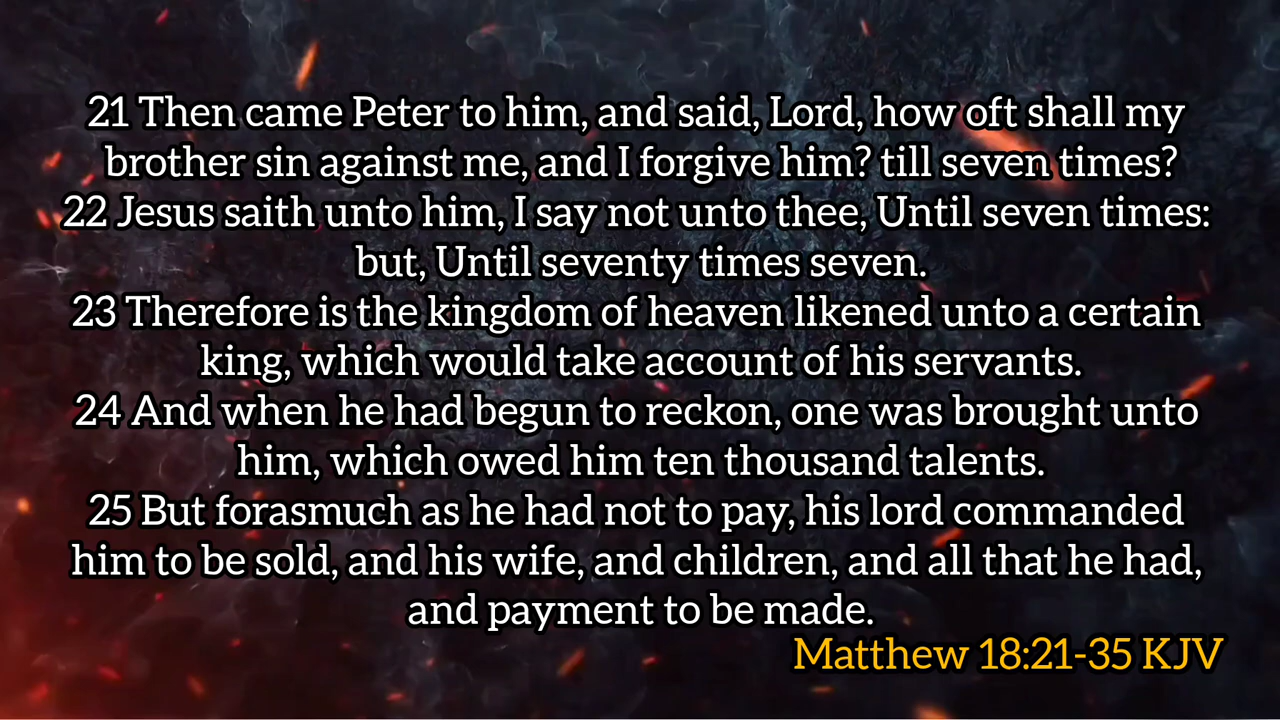 21 Then came Peter to him, and said, Lord, how oft shall my
brother sin against me, and I forgive him? till seven times?
22 Jesus saith unto him, I say not unto thee, Until seven times:
but, Until seventy times seven.
23 Therefore is the kingdom of heaven likened unto a certain
king, which would take account of his servants.
24 And when he had begun to reckon, one was brought unto
him, which owed him ten thousand talents.
25 But forasmuch as he had not to pay, his lord commanded
him to be sold, and his wife, and children, and all that he had,
and payment to be made.
Matthew 18:21-35 KJV